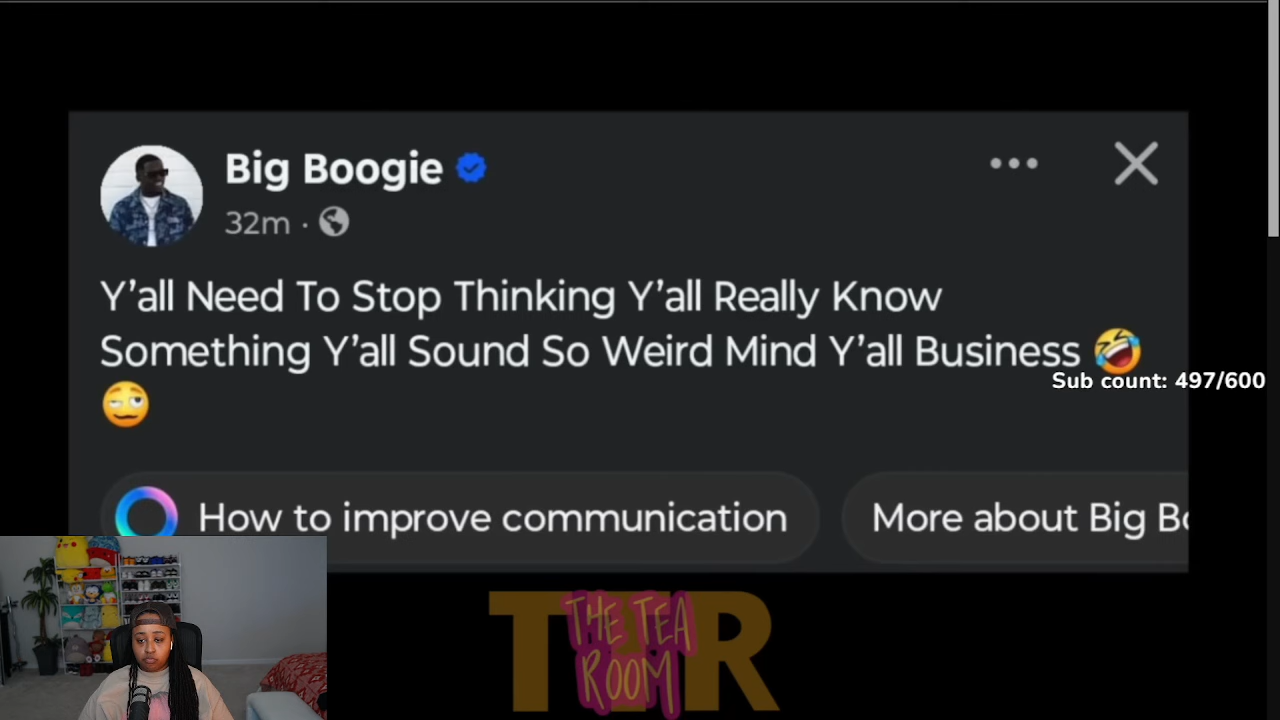 Big Boogie
32m ·
Y'all Need To Stop Thinking Y'all Really Know
Something Y'all Sound So Weird Mind Y'all Business 🤣
🥴
Sub count: 497/600
How to improve communication
More about Big Bo
THE TEA
ROOM